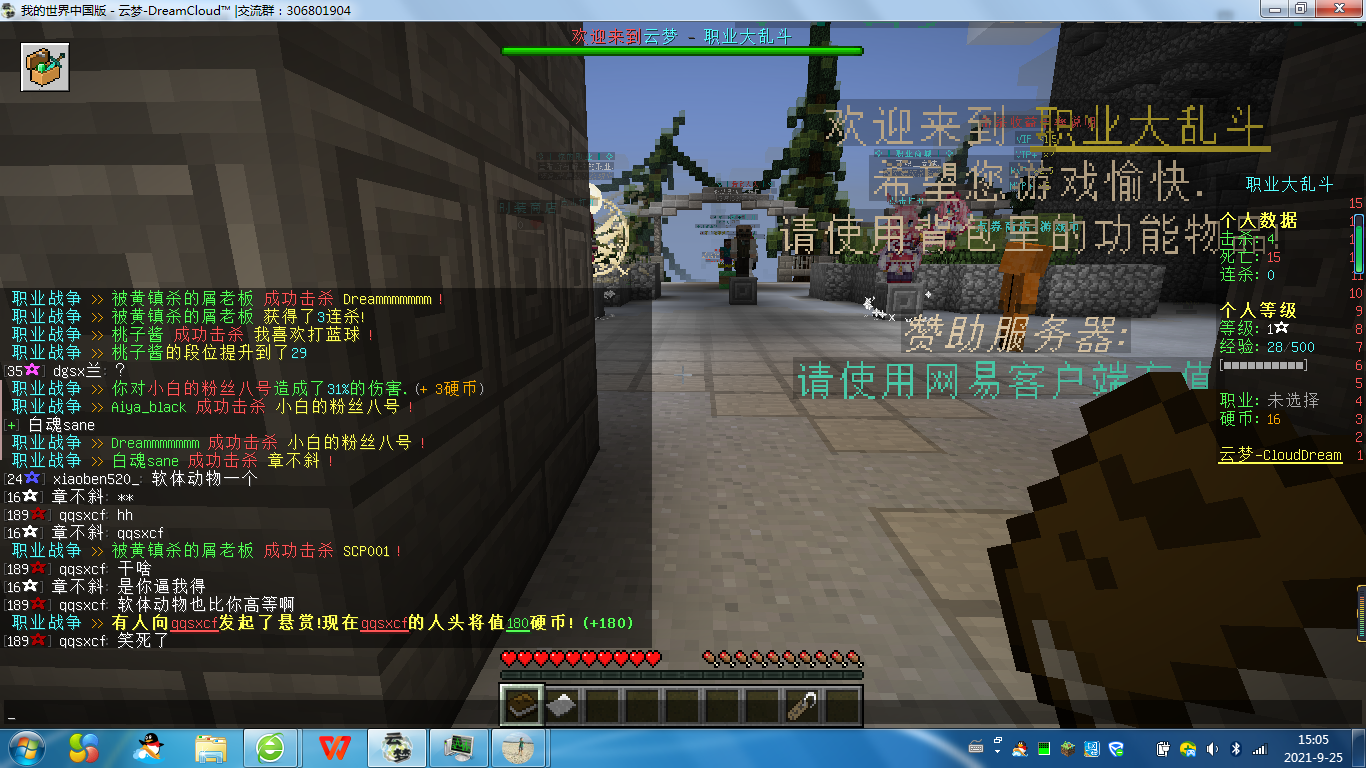 我的世界中国版 - 云梦-DreamCloud™ |交流群：306801904
欢迎来到云梦 - 职业大乱斗
欢迎来到 职业大乱斗
希望您游戏愉快.
请使用背包里的功能物品!
赞助服务器:
请使用网易客户端充值
职业大乱斗
个人数据
击杀: 4
死亡: 15
连杀: 0
个人等级
等级: 1☆
经验: 28/500
职业: 未选择
硬币: 16
云梦-CloudDream
15
10
9
8
7
6
5
4
3
2
1
职业战争 >> 被黄镇杀的屑老板 成功击杀 Dreammmmmmm !
职业战争 >> 被黄镇杀的屑老板 获得了3连杀!
职业战争 >> 桃子酱 成功击杀 我喜欢打蓝球 !
职业战争 >> 桃子酱的段位提升到了29
[35☆] dgsx兰: ?
职业战争 >> 你对小白的粉丝八号造成了31%的伤害.(+ 3硬币)
职业战争 >> Aiya_black 成功击杀 小白的粉丝八号 !
[+] 白魂sane
职业战争 >> Dreammmmmmm 成功击杀 小白的粉丝八号 !
职业战争 >> 白魂sane 成功击杀 章不斜 !
[24☆] xiaoben520_: 软体动物一个
[16☆] 章不斜: **
[189☆] qqsxcf: hh
[16☆] 章不斜: qqsxcf
职业战争 >> 被黄镇杀的屑老板 成功击杀 SCP001 !
[189☆] qqsxcf: 干啥
[16☆] 章不斜: 是你逼我得
[189☆] qqsxcf: 软体动物也比你高等啊
职业战争 >> 有人向qqsxcf发起了悬赏!现在qqsxcf的人头将值180硬币! (+180)
[189☆] qqsxcf: 笑死了
_
15:05
2021-9-25